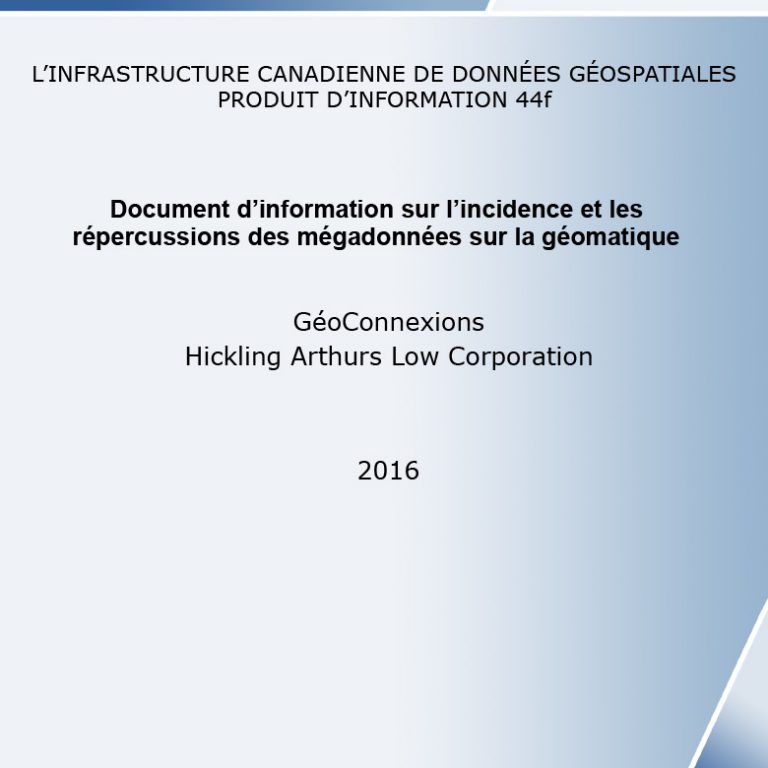 L’INFRASTRUCTURE CANADIENNE DE DONNÉES GÉOSPATIALES
PRODUIT D’INFORMATION 44f
Document d’information sur l’incidence et les
répercussions des mégadonnées sur la géomatique
GéoConnexions
Hickling Arthurs Low Corporation
2016